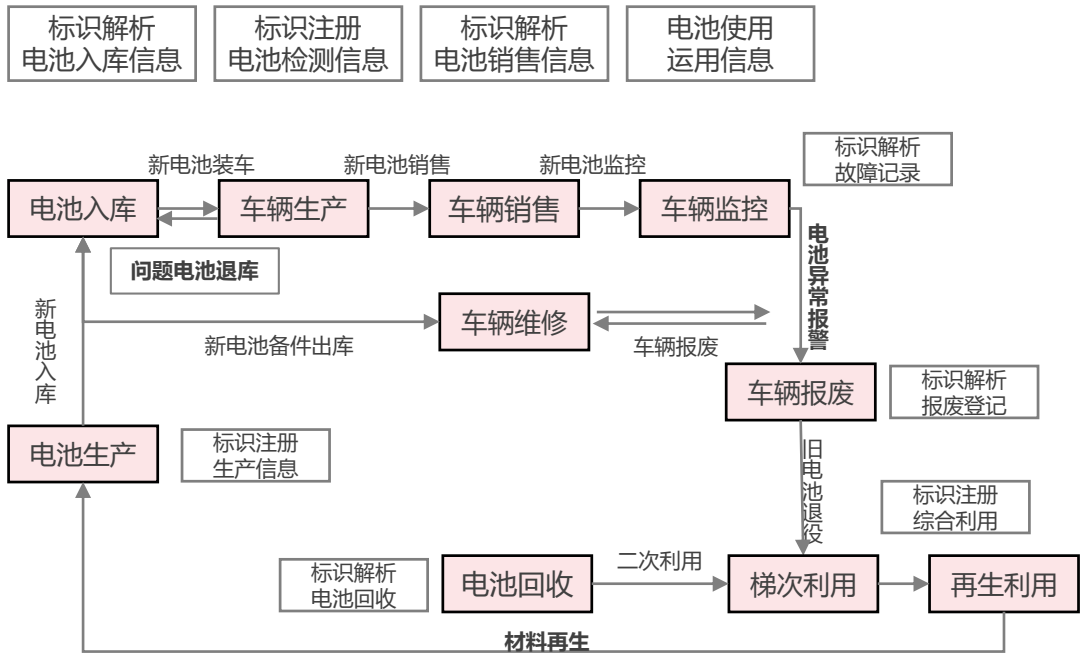 标识解析
电池入库信息
标识注册
电池检测信息
标识解析
电池销售信息
电池使用
运用信息
标识解析
故障记录
新电池装车
新电池销售
新电池监控
电池入库
车辆生产
车辆销售
车辆监控
问题电池退库
电池异常报警
新电池入库
车辆维修
新电池备件出库
车辆报废
车辆报废
标识解析
报废登记
电池生产
标识注册
生产信息
旧电池退役
标识注册
综合利用
标识解析
电池回收
电池回收
二次利用
梯次利用
再生利用
材料再生